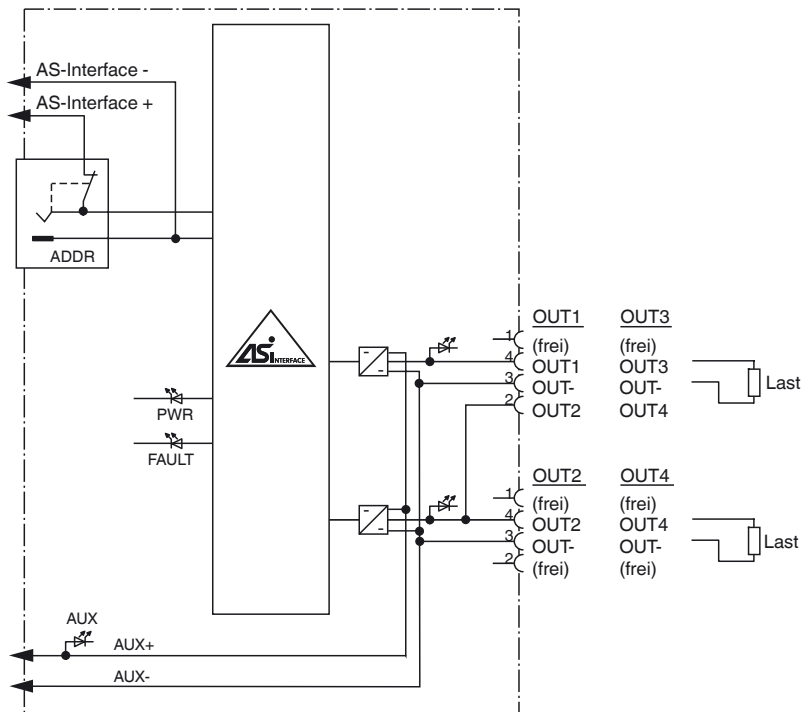 AS-Interface -
AS-Interface +
ADDR
ASi INTERFACE
PWR
FAULT
OUT1 OUT3
1 (frei) (frei)
4 OUT1 OUT3
3 OUT- OUT-
2 OUT2 OUT4
Last
OUT2 OUT4
1 (frei) (frei)
4 OUT2 OUT4
3 OUT- OUT-
2 (frei) (frei)
Last
AUX
AUX+
AUX-